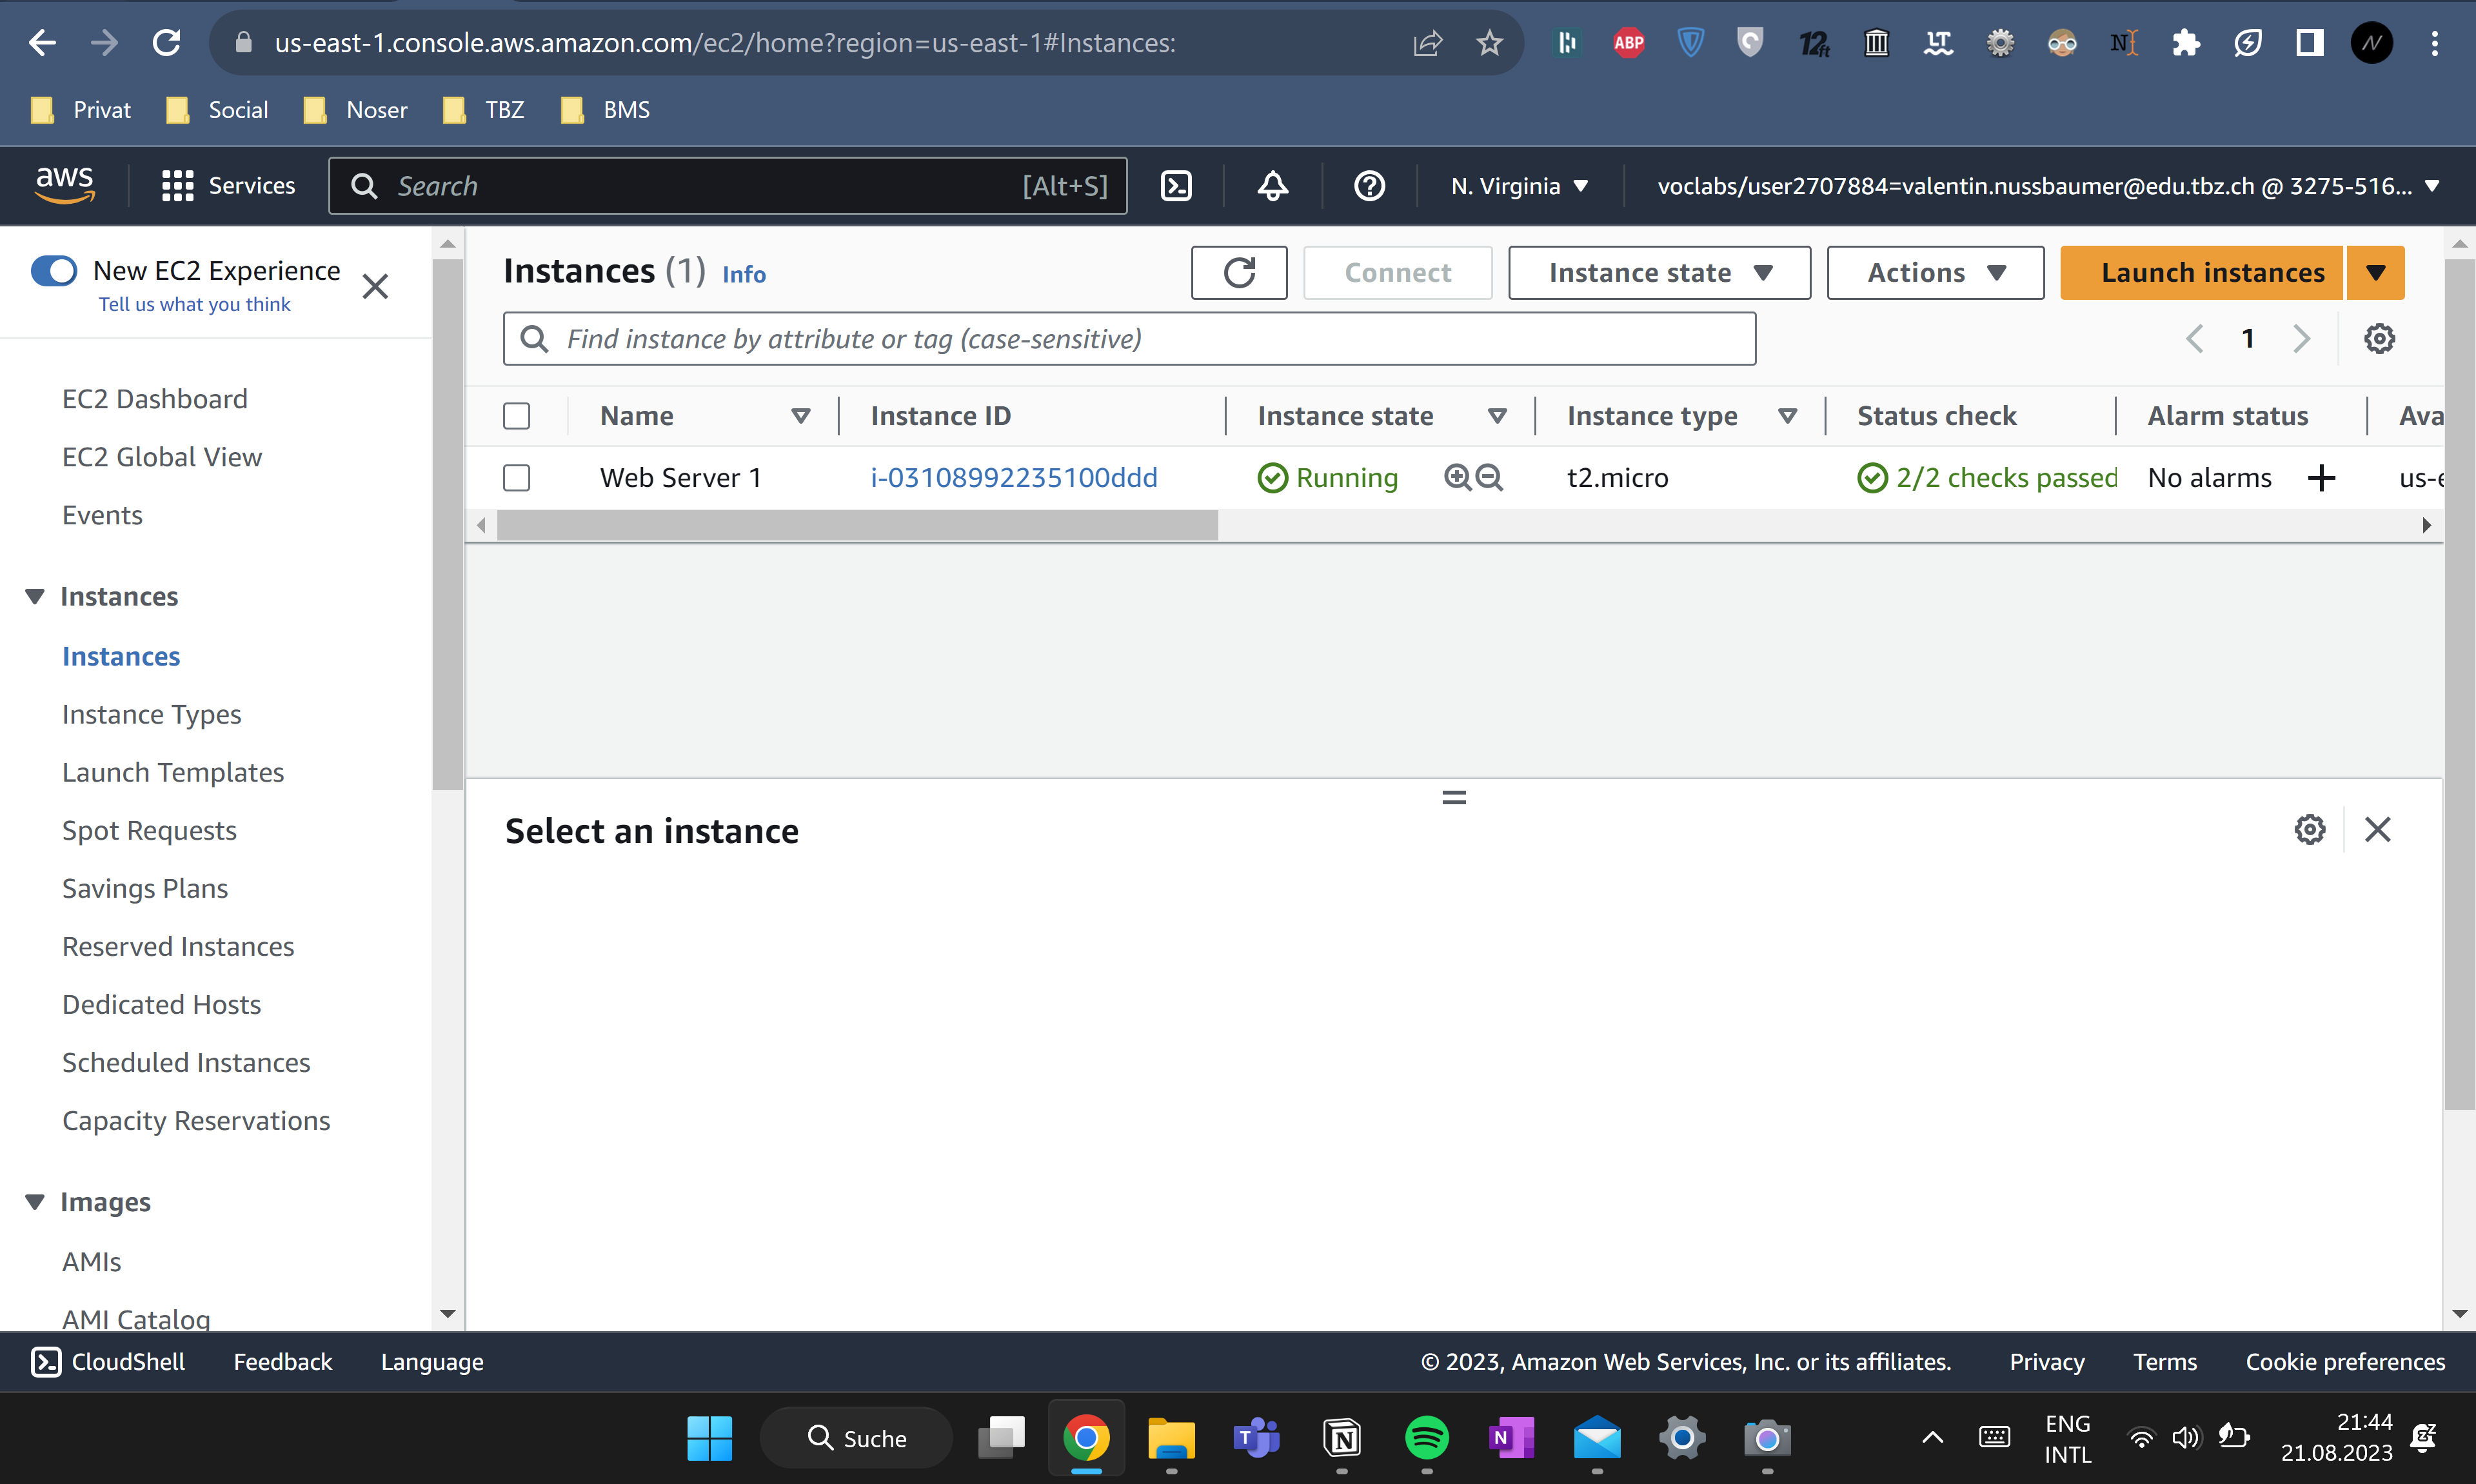 us-east-1.console.aws.amazon.com/ec2/home?region=us-east-1#Instances:
ABP
12ft
LT
N
Privat
Social
Noser
TBZ
BMS
aws
Services
Search
[Alt+S]
N. Virginia
voclabs/user2707884=valentin.nussbaumer@edu.tbz.ch @ 3275-516...
New EC2 Experience
Tell us what you think
EC2 Dashboard
EC2 Global View
Events
Instances
Instances
Instance Types
Launch Templates
Spot Requests
Savings Plans
Reserved Instances
Dedicated Hosts
Scheduled Instances
Capacity Reservations
Images
AMIs
AMI Catalog
Instances (1) Info
Connect
Instance state
Actions
Launch instances
Find instance by attribute or tag (case-sensitive)
1
Name
Instance ID
Instance state
Instance type
Status check
Alarm status
Ava
Web Server 1
i-03108992235100ddd
Running
t2.micro
2/2 checks passed
No alarms
us-e
Select an instance
CloudShell
Feedback
Language
© 2023, Amazon Web Services, Inc. or its affiliates.
Privacy
Terms
Cookie preferences
Suche
ENG
INTL
21:44
21.08.2023